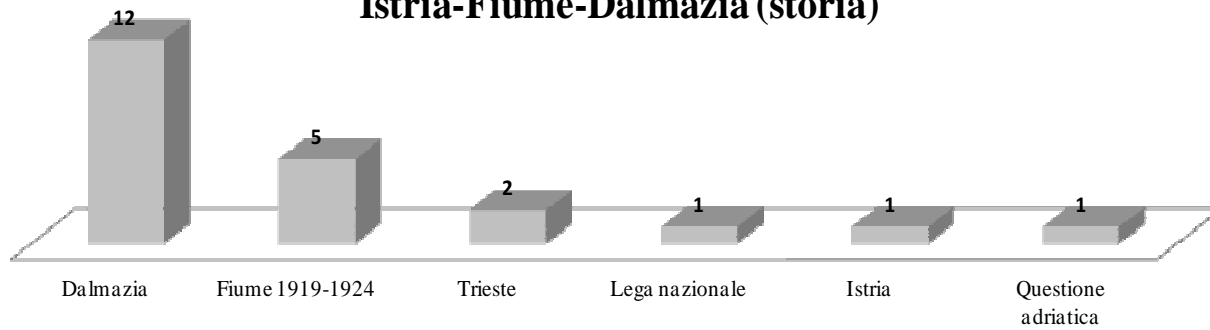 Istria-Fiume-Dalmazia (storia)
12
5
2
1
1
1
Dalmazia
Fiume 1919-1924
Trieste
Lega nazionale
Istria
Questione
adriatica